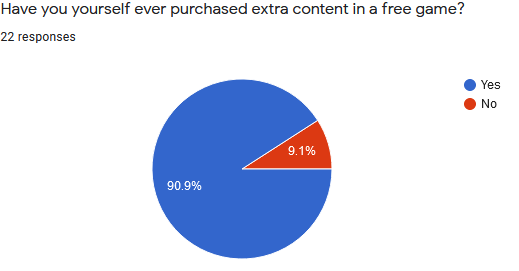 Have you yourself ever purchased extra content in a free game?
22 responses
Yes
No
9.1%
90.9%